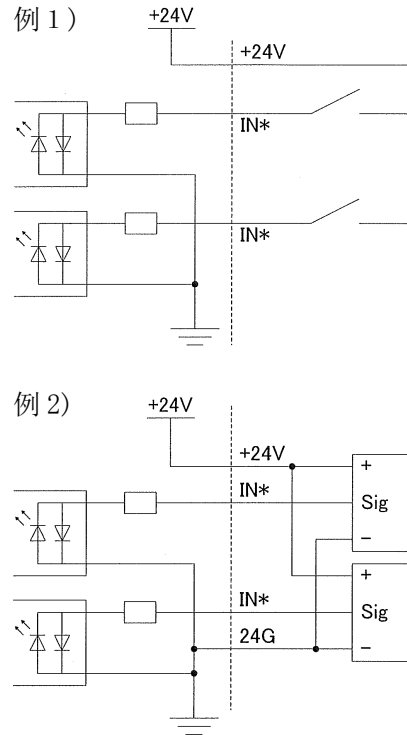 例1)
+24V
+24V
IN*
IN*
例2)
+24V
+24V
+
IN*
Sig
−
+
IN*
Sig
24G
−